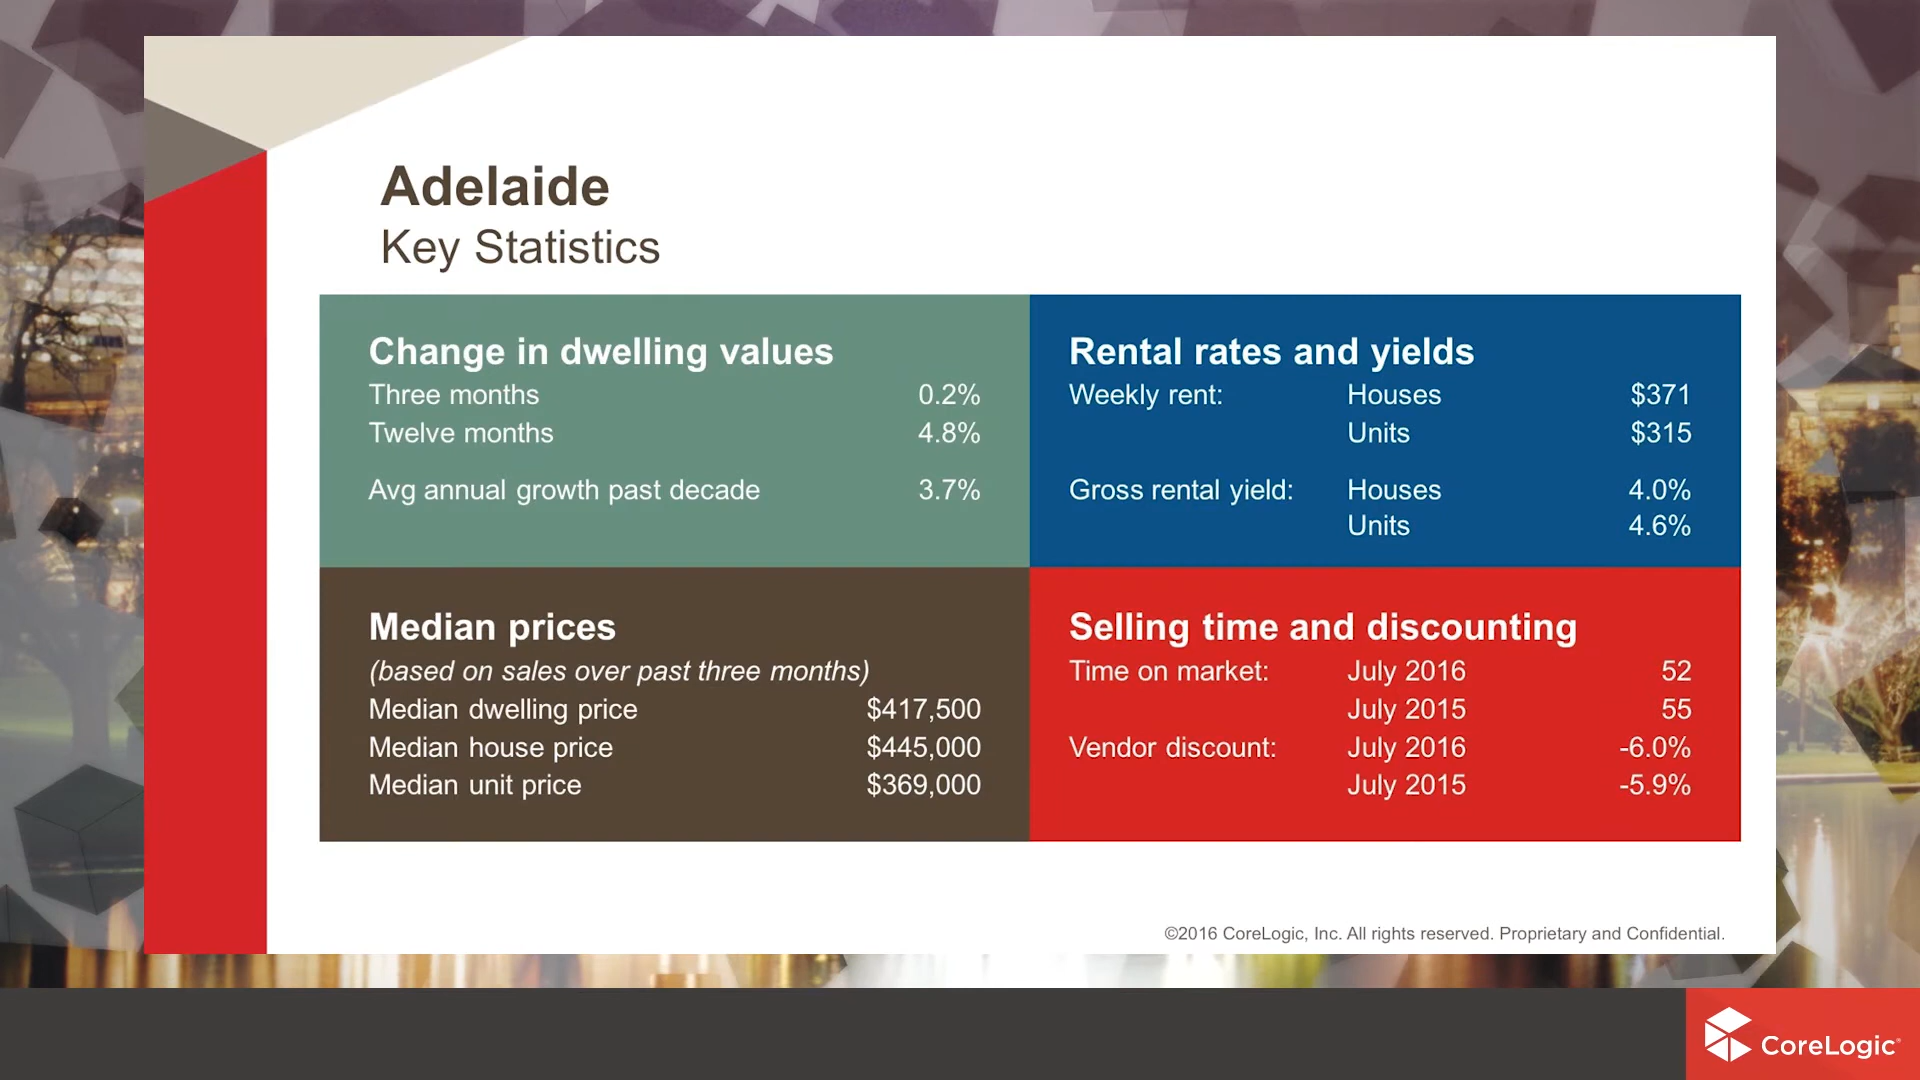 Adelaide
Key Statistics
Change in dwelling values
Three months 0.2%
Twelve months 4.8%
Avg annual growth past decade 3.7%
Rental rates and yields
Weekly rent: Houses $371
Units $315
Gross rental yield: Houses 4.0%
Units 4.6%
Median prices
(based on sales over past three months)
Median dwelling price $417,500
Median house price $445,000
Median unit price $369,000
Selling time and discounting
Time on market: July 2016 52
July 2015 55
Vendor discount: July 2016 -6.0%
July 2015 -5.9%
©2016 CoreLogic, Inc. All rights reserved. Proprietary and Confidential.
CoreLogic